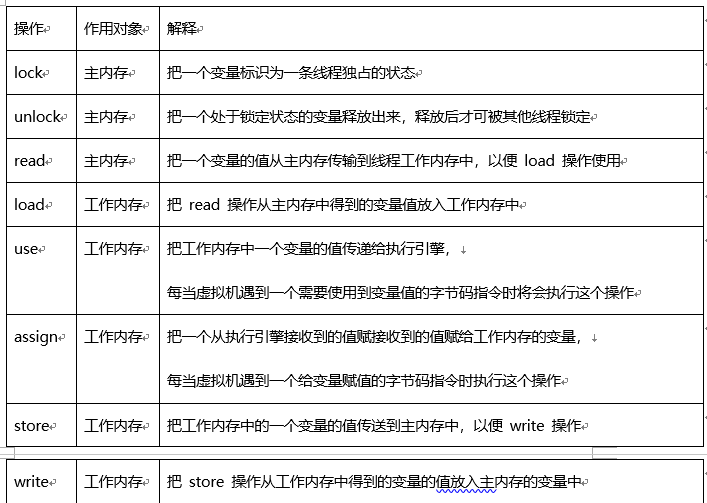 操作 作用对象 解释
lock 主内存 把一个变量标识为一条线程独占的状态
unlock 主内存 把一个处于锁定状态的变量释放出来，释放后才可被其他线程锁定
read 主内存 把一个变量的值从主内存传输到线程工作内存中，以便 load 操作使用
load 工作内存 把 read 操作从主内存中得到的变量值放入工作内存中
use 工作内存 把工作内存中一个变量的值传递给执行引擎，
每当虚拟机遇到一个需要使用到变量值的字节码指令时将会执行这个操作
assign 工作内存 把一个从执行引擎接收到的值赋接收到的值赋给工作内存的变量，
每当虚拟机遇到一个给变量赋值的字节码指令时执行这个操作
store 工作内存 把工作内存中的一个变量的值传送到主内存中，以便 write 操作
write 工作内存 把 store 操作从工作内存中得到的变量的值放入主内存的变量中